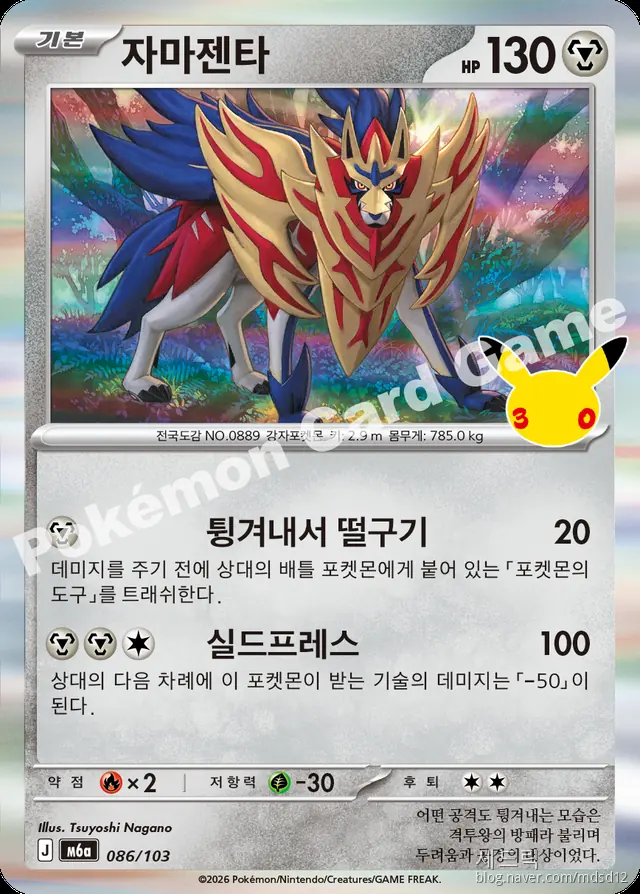 기본
자마젠타
HP 130
Pokémon Card Game
30
전국도감 NO.0889 감자포켓몬 키: 2.9 m 몸무게: 785.0 kg
튕겨내서 떨구기 20
데미지를 주기 전에 상대의 배틀 포켓몬에게 붙어 있는 「포켓몬의
도구」를 트래쉬한다.
실드프레스 100
상대의 다음 차례에 이 포켓몬이 받는 기술의 데미지는 「-50」이
된다.
약점 ×2 저항력 -30 후퇴
어떤 공격도 튕겨내는 모습은
격투왕의 방패라 불리며
두려움과 동경의 대상이었다.
Illus. Tsuyoshi Nagano
J m6a 086/103
©2026 Pokémon/Nintendo/Creatures/GAME FREAK.
blog.naver.com/mdsd12